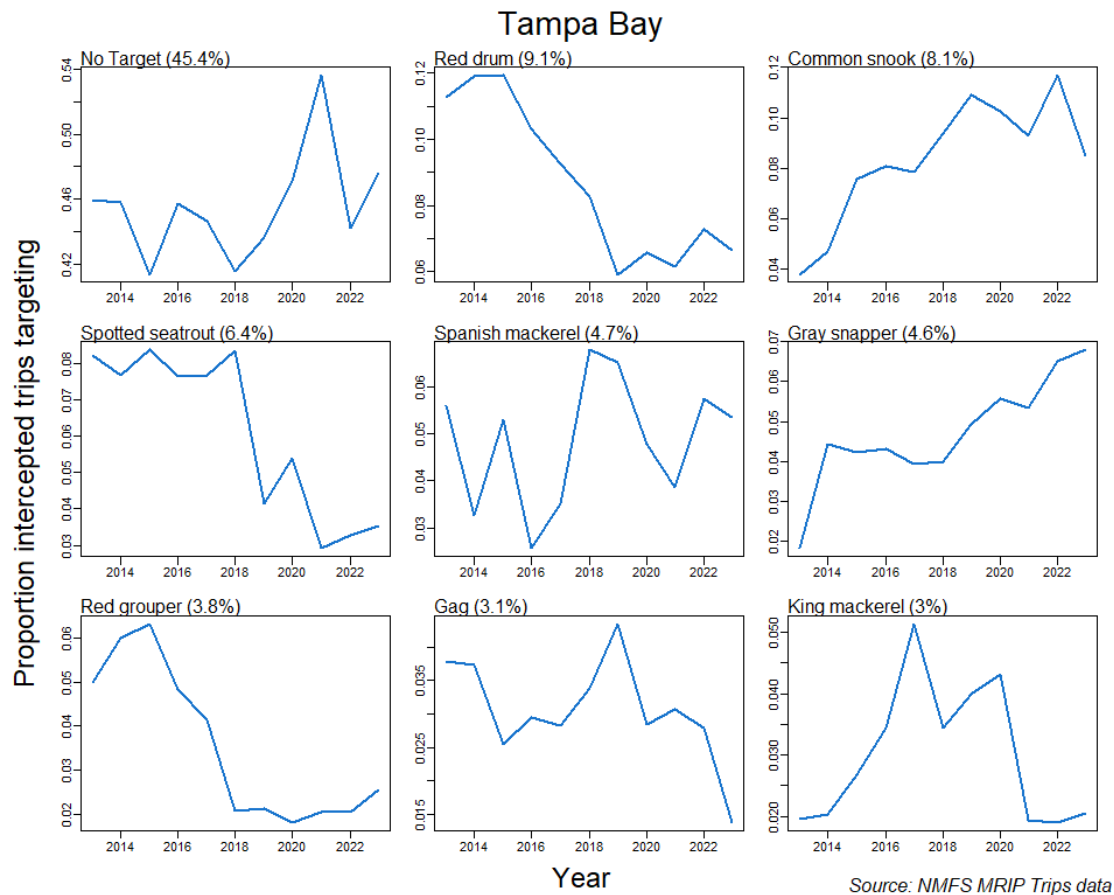 Tampa Bay
No Target (45.4%)
Red drum (9.1%)
Common snook (8.1%)
0.54
0.50
0.46
0.42
2014 2016 2018 2020 2022
0.12
0.10
0.08
0.06
2014 2016 2018 2020 2022
0.12
0.10
0.08
0.06
0.04
2014 2016 2018 2020 2022
Spotted seatrout (6.4%)
Spanish mackerel (4.7%)
Gray snapper (4.6%)
0.08
0.07
0.06
0.05
0.04
0.03
2014 2016 2018 2020 2022
0.06
0.05
0.04
0.03
2014 2016 2018 2020 2022
0.07
0.06
0.05
0.04
0.03
0.02
2014 2016 2018 2020 2022
Red grouper (3.8%)
Gag (3.1%)
King mackerel (3%)
0.06
0.05
0.04
0.03
0.02
2014 2016 2018 2020 2022
0.035
0.025
0.015
2014 2016 2018 2020 2022
0.050
0.040
0.030
0.020
2014 2016 2018 2020 2022
Proportion intercepted trips targeting
Year
Source: NMFS MRIP Trips data